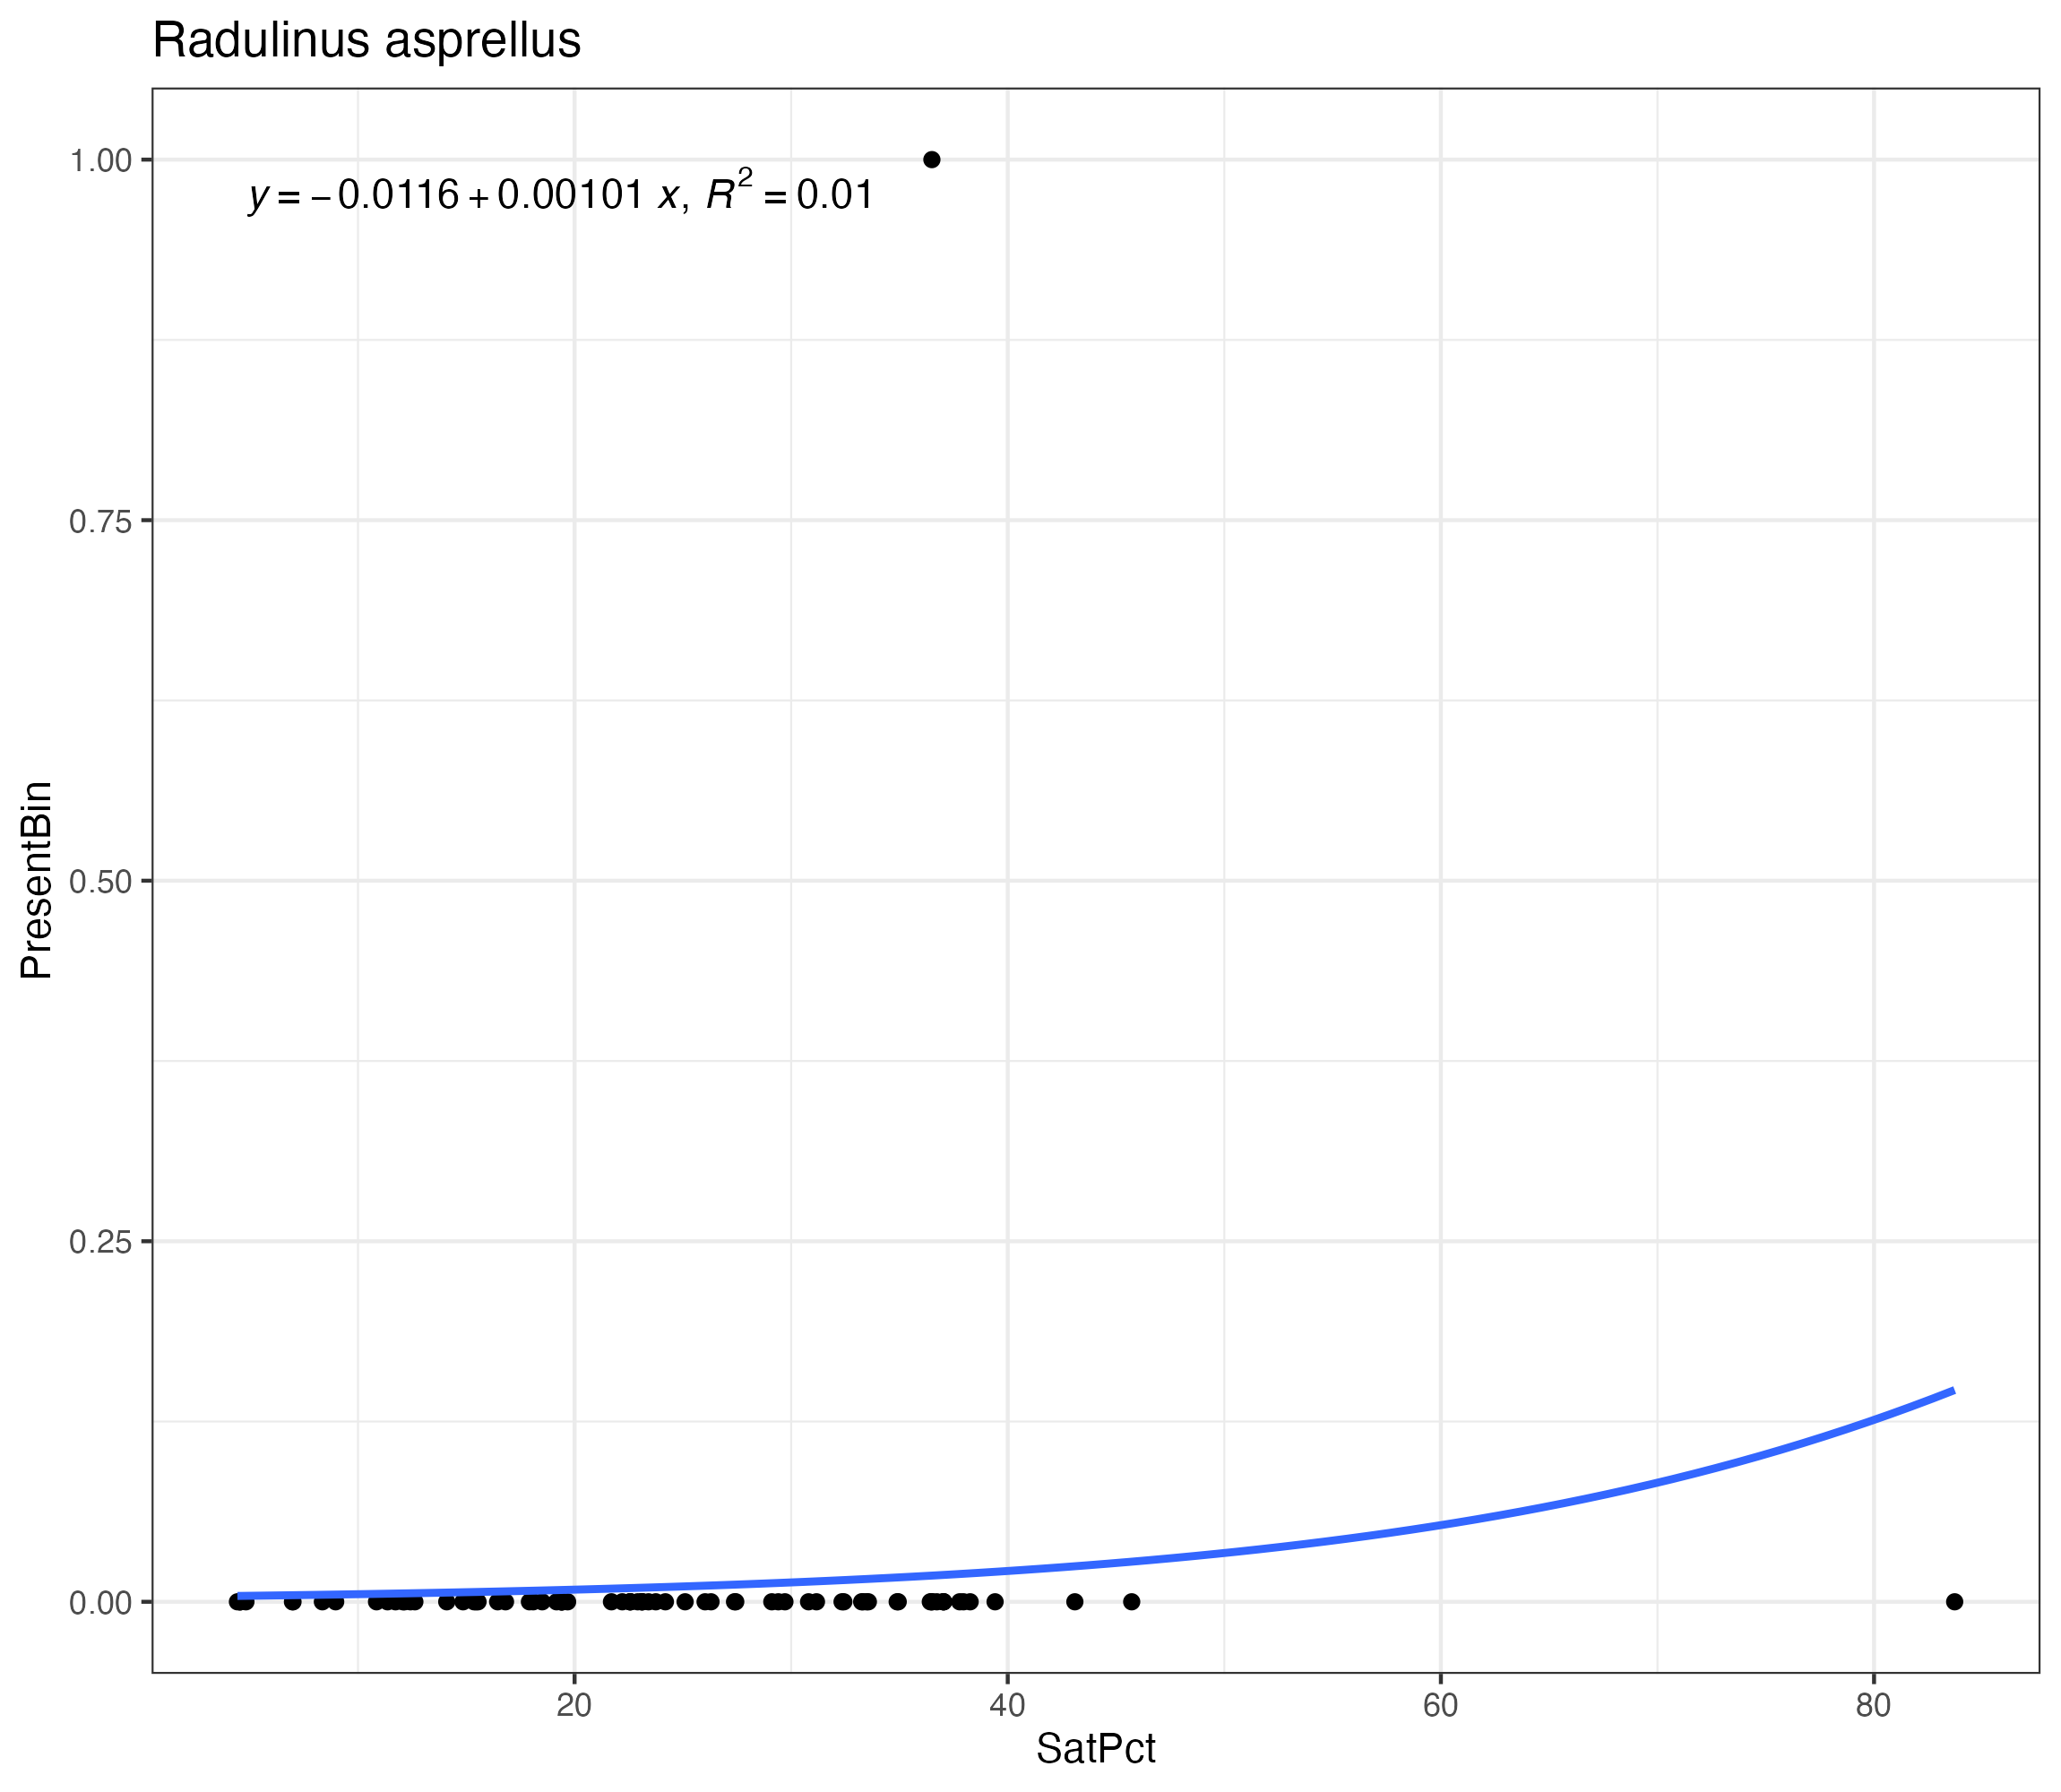 Radulinus asprellus
1.00
y = −0.0116 + 0.00101 x, R² = 0.01
0.75
0.50
0.25
0.00
PresentBin
20 40 60 80
SatPct